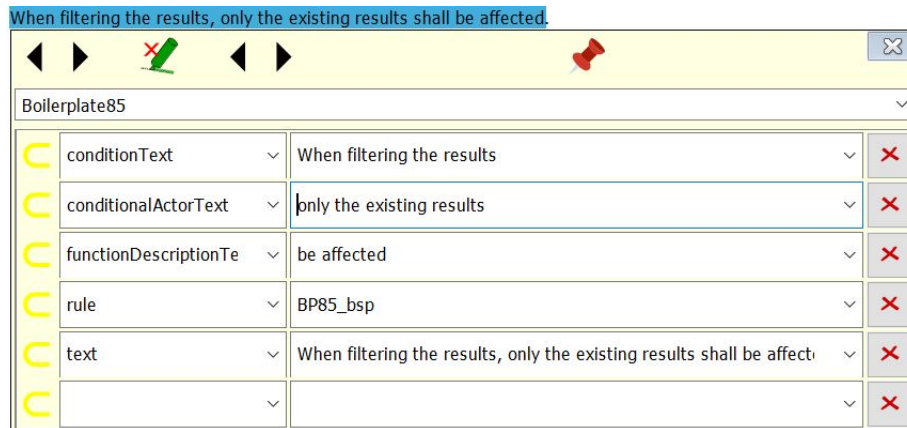 When filtering the results, only the existing results shall be affected.
Boilerplate85
conditionText When filtering the results
conditionalActorText only the existing results
functionDescriptionTe be affected
rule BP85_bsp
text When filtering the results, only the existing results shall be affect